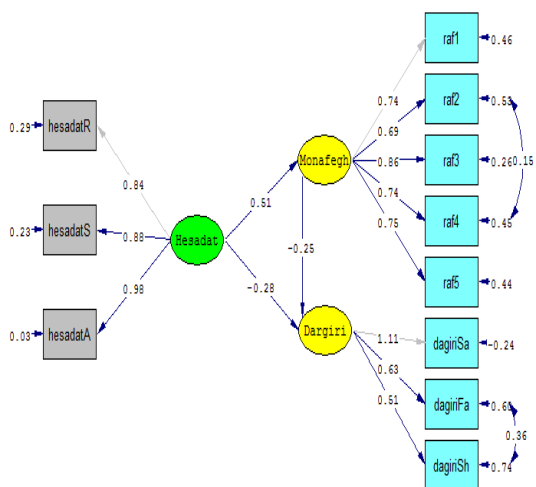 raf1
0.46
0.74
raf2
0.53
0.69
0.29
hesadatR
Monafegh
0.86
raf3
0.26
0.15
0.84
0.74
raf4
0.45
0.51
0.75
0.23
hesadatS
0.88
Hesadat
-0.25
raf5
0.44
-0.28
0.98
0.03
hesadatA
Dargiri
1.11
dagiriSa
-0.24
0.63
dagiriFa
0.60
0.51
0.36
dagiriSh
0.74